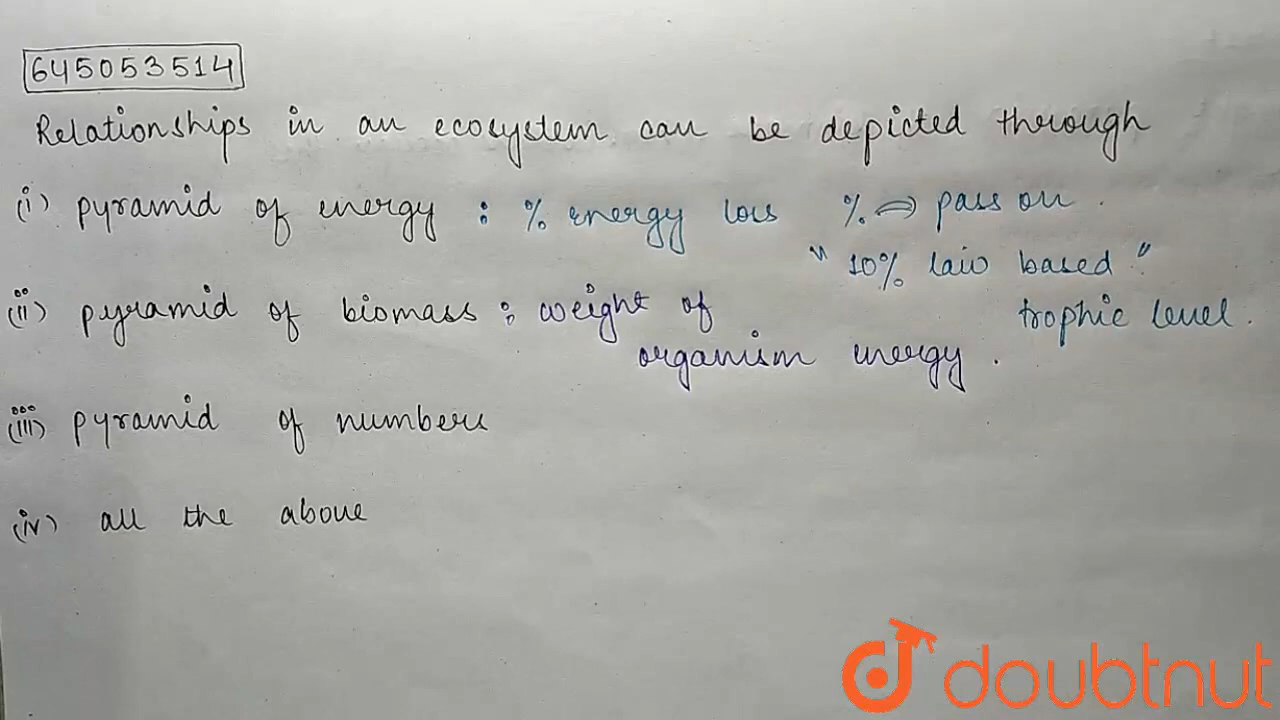 645053514
Relationships in an ecosystem can be depicted through
(i) pyramid of energy : % energy loss % ⇒ pass on.
"10% law based"
trophic level.
(ii) pyramid of biomass : weight of
organism energy.
(iii) pyramid of numbers
(iv) all the above
doubtnut